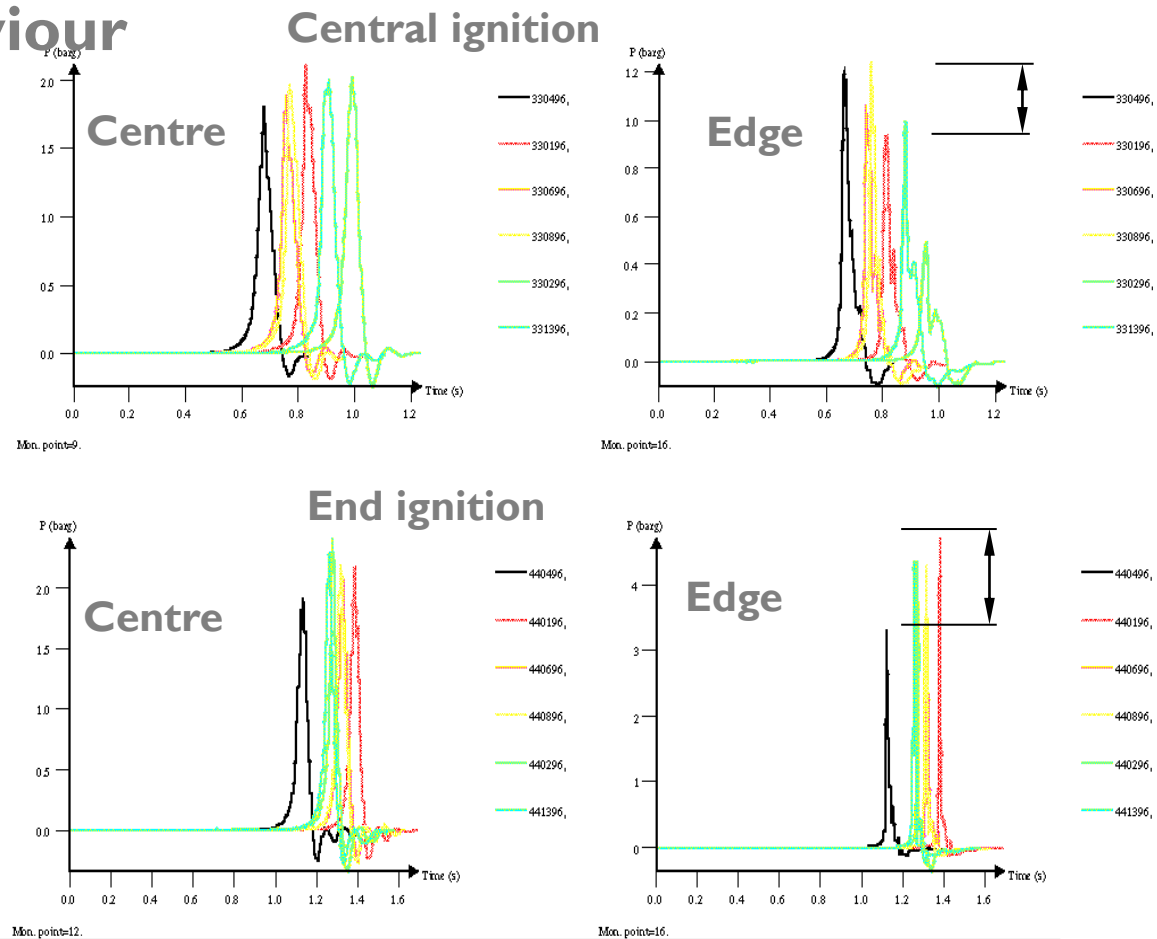 viour
Central ignition
P (barg)
2.0
1.5
1.0
0.5
0.0
0.0 0.2 0.4 0.6 0.8 1.0 1.2
Time (s)
Centre
330496,
330196,
330696,
330896,
330296,
331396,
Mon. point=9.
P (barg)
1.2
1.0
0.8
0.6
0.4
0.2
0.0
0.0 0.2 0.4 0.6 0.8 1.0 1.2
Time (s)
Edge
330496,
330196,
330696,
330896,
330296,
331396,
Mon. point=16.
End ignition
P (barg)
2.0
1.5
1.0
0.5
0.0
0.0 0.2 0.4 0.6 0.8 1.0 1.2 1.4 1.6
Time (s)
Centre
440496,
440196,
440696,
440896,
440296,
441396,
Mon. point=12.
P (barg)
4
3
2
1
0
0.0 0.2 0.4 0.6 0.8 1.0 1.2 1.4 1.6
Time (s)
Edge
440496,
440196,
440696,
440896,
440296,
441396,
Mon. point=16.